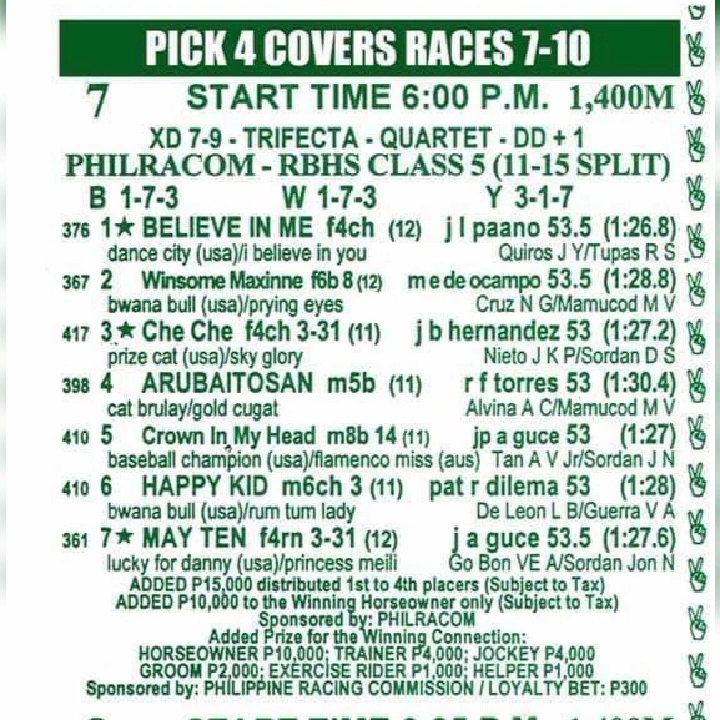 PICK 4 COVERS RACES 7-10
7 START TIME 6:00 P.M. 1,400M
XD 7-9 - TRIFECTA - QUARTET - DD + 1
PHILRACOM - RBHS CLASS 5 (11-15 SPLIT)
B 1-7-3 W 1-7-3 Y 3-1-7
376 1★ BELIEVE IN ME f4ch (12) j l paano 53.5 (1:26.8)
dance city (usa)/i believe in you Quiros J Y/Tupas R S
367 2 Winsome Maxinne f6b 8 (12) m e de ocampo 53.5 (1:28.8)
bwana bull (usa)/prying eyes Cruz N G/Mamucod M V
417 3★ Che Che f4ch 3-31 (11) j b hernandez 53 (1:27.2)
prize cat (usa)/sky glory Nieto J K P/Sordan D S
398 4 ARUBAITOSAN m5b (11) r f torres 53 (1:30.4)
cat brulay/gold cugat Alvina A C/Mamucod M V
410 5 Crown In My Head m8b 14 (11) jp a guce 53 (1:27)
baseball champion (usa)/flamenco miss (aus) Tan A V Jr/Sordan J N
410 6 HAPPY KID m6ch 3 (11) pat r dilema 53 (1:28)
bwana bull (usa)/rum tum lady De Leon L B/Guerra V A
361 7★ MAY TEN f4rn 3-31 (12) j a guce 53.5 (1:27.6)
lucky for danny (usa)/princess meili Go Bon VE A/Sordan Jon N
ADDED P15,000 distributed 1st to 4th placers (Subject to Tax)
ADDED P10,000 to the Winning Horseowner only (Subject to Tax)
Sponsored by: PHILRACOM
Added Prize for the Winning Connection:
HORSEOWNER P10,000; TRAINER P4,000; JOCKEY P4,000
GROOM P2,000; EXERCISE RIDER P1,000; HELPER P1,000
Sponsored by: PHILIPPINE RACING COMMISSION / LOYALTY BET: P300